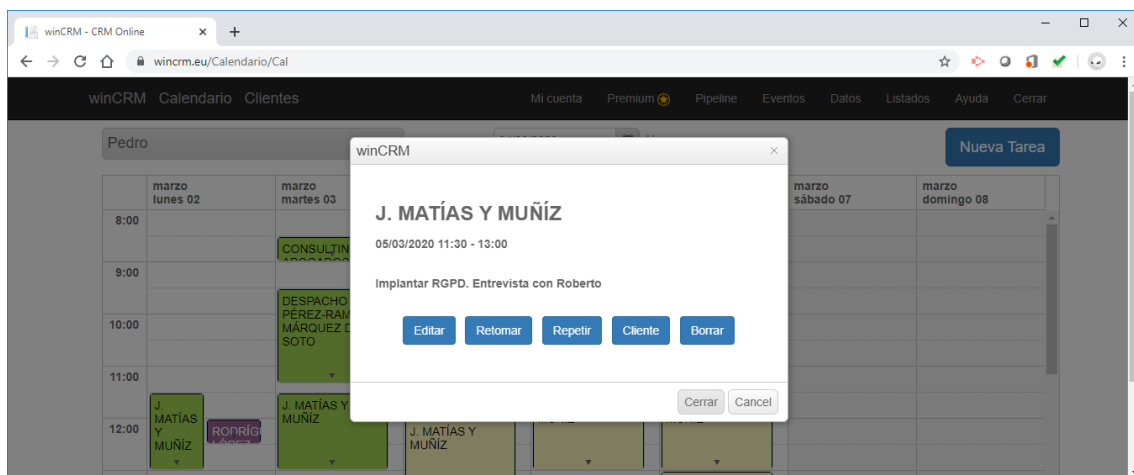 winCRM - CRM Online
wincrm.eu/Calendario/Cal
winCRM Calendario Clientes Mi cuenta Premium Pipeline Eventos Datos Listados Ayuda Cerrar
Pedro
Nueva Tarea
winCRM
J. MATÍAS Y MUÑÍZ
05/03/2020 11:30 - 13:00
Implantar RGPD. Entrevista con Roberto
Editar Retomar Repetir Cliente Borrar
Cerrar Cancel
marzo
lunes 02
marzo
martes 03
marzo
sábado 07
marzo
domingo 08
8:00
CONSULTIN
9:00
DESPACHO
PÉREZ-RAM
MÁRQUEZ D
SOTO
10:00
11:00
J.
MATÍAS
Y
MUÑÍZ
J. MATÍAS Y
MUÑÍZ
12:00
J. MATÍAS Y
MUÑÍZ